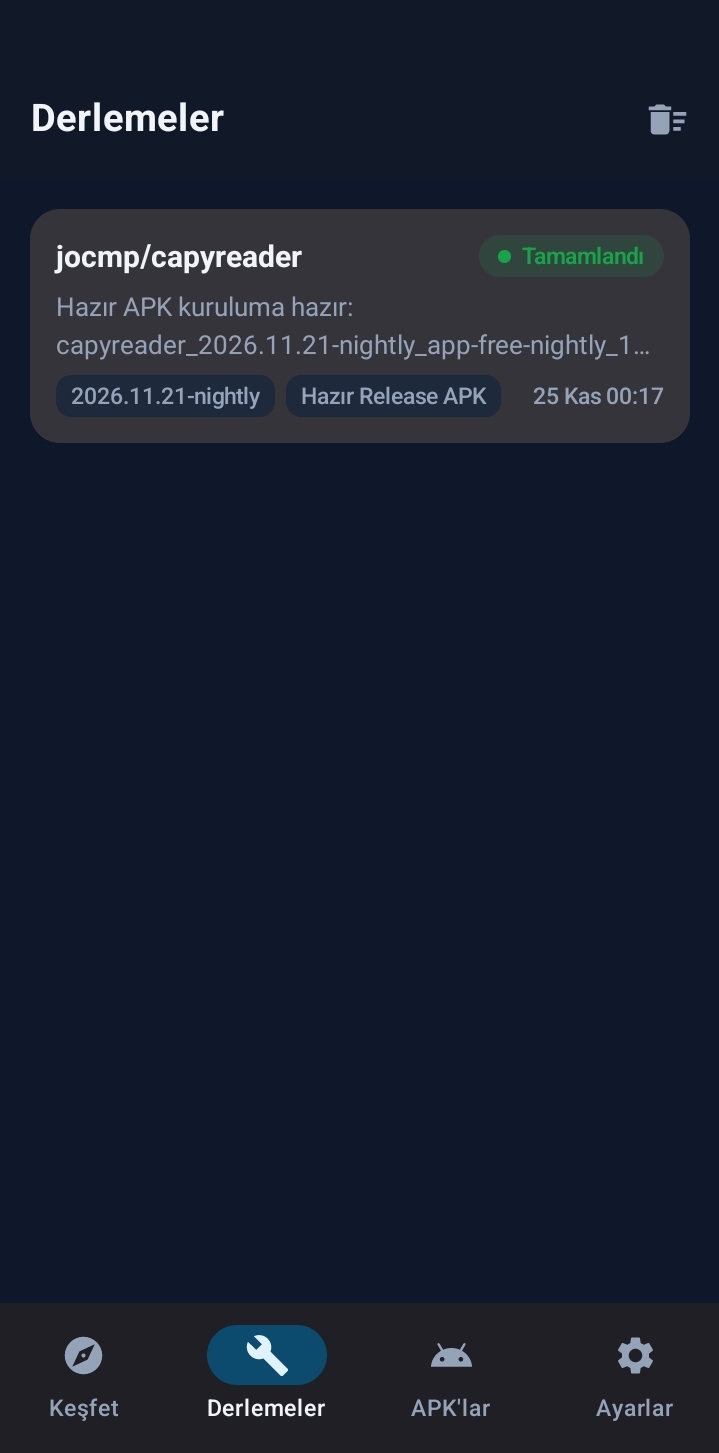 Derlemeler
jocmp/capyreader
Tamamlandı
Hazır APK kuruluma hazır:
capyreader_2026.11.21-nightly_app-free-nightly_1…
2026.11.21-nightly
Hazır Release APK
25 Kas 00:17
Keşfet
Derlemeler
APK'lar
Ayarlar